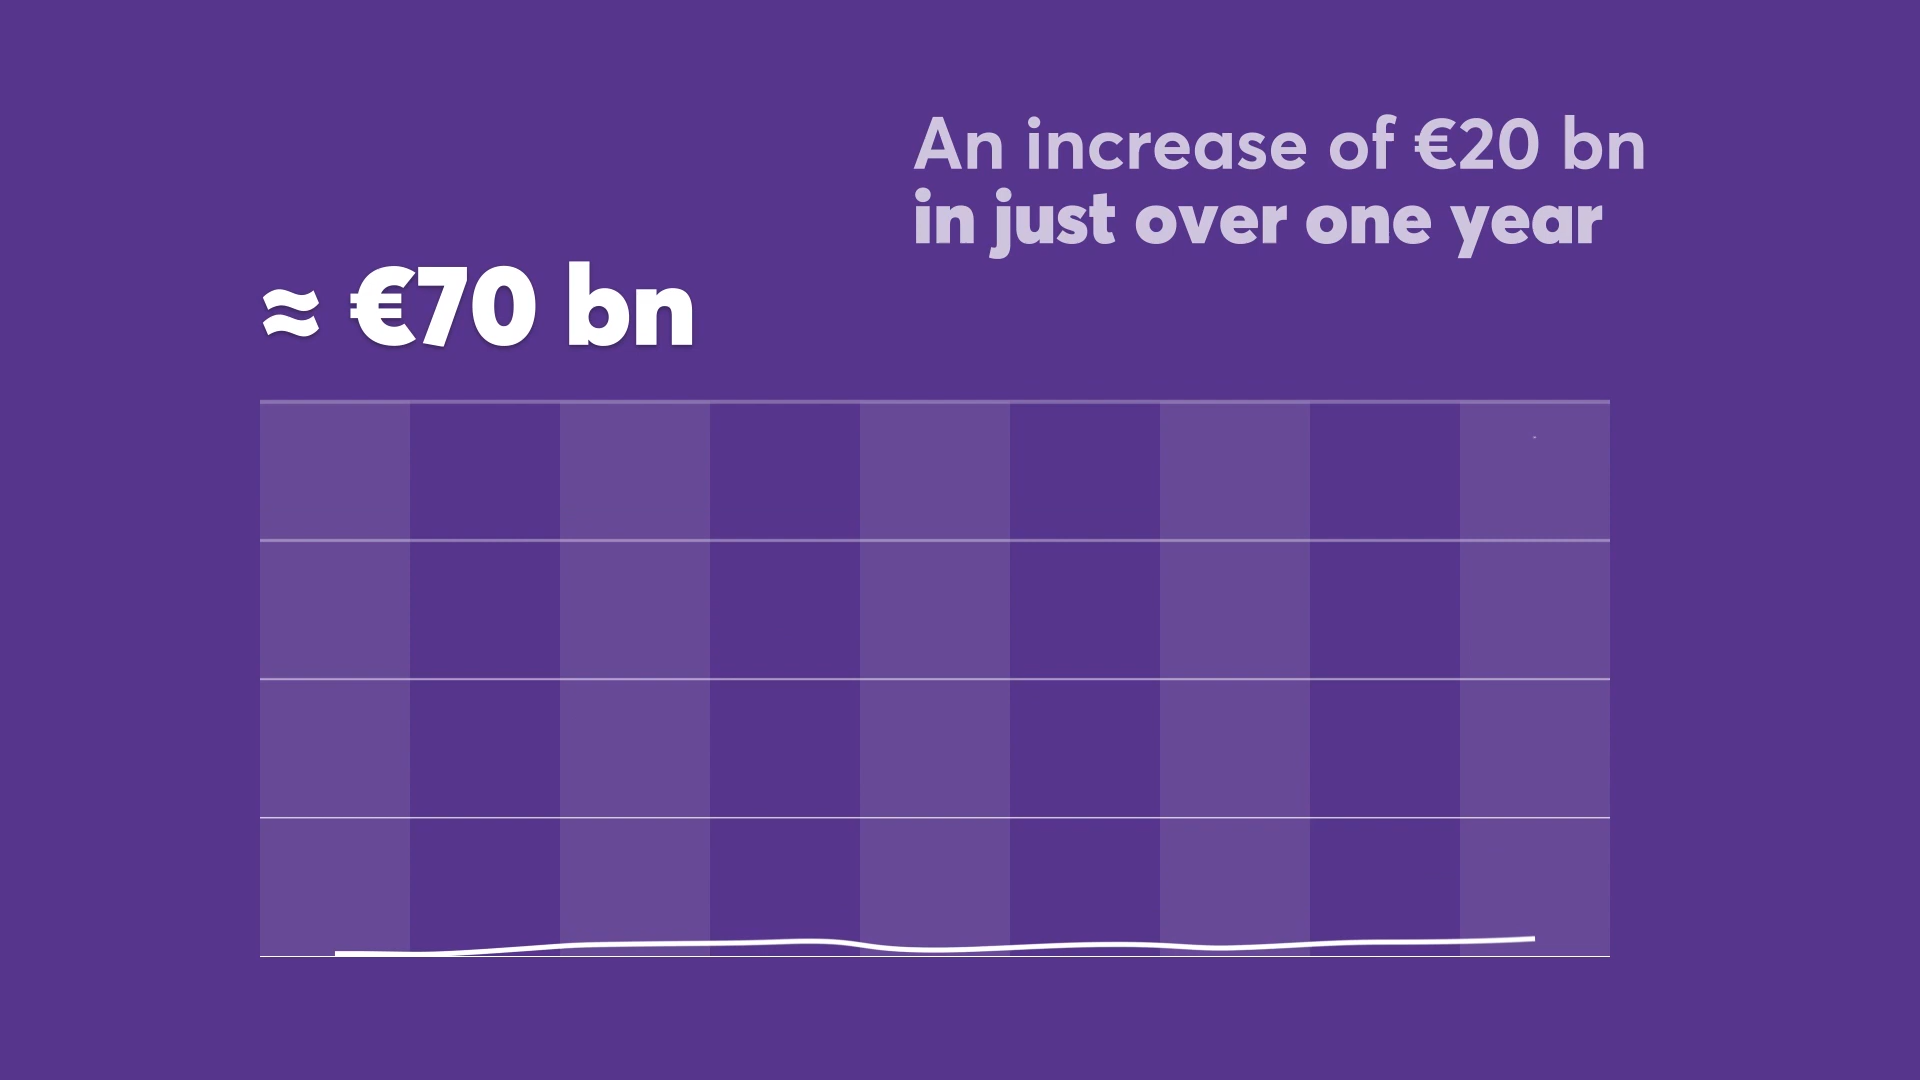 An increase of €20 bn
in just over one year
≈ €70 bn